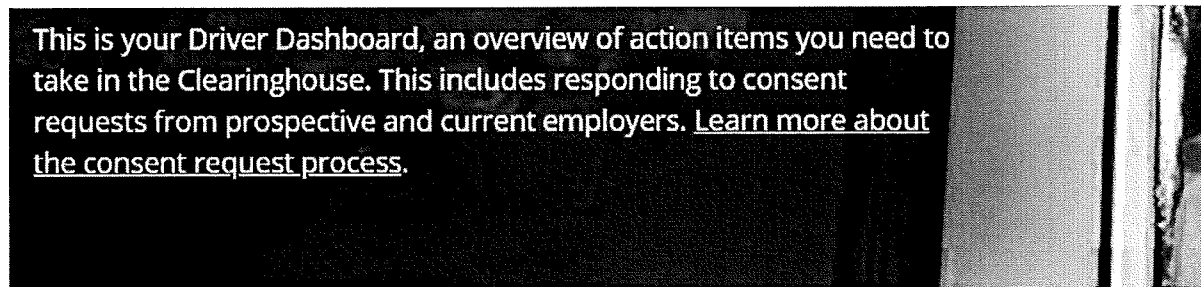 This is your Driver Dashboard, an overview of action items you need to
take in the Clearinghouse. This includes responding to consent
requests from prospective and current employers. Learn more about
the consent request process.